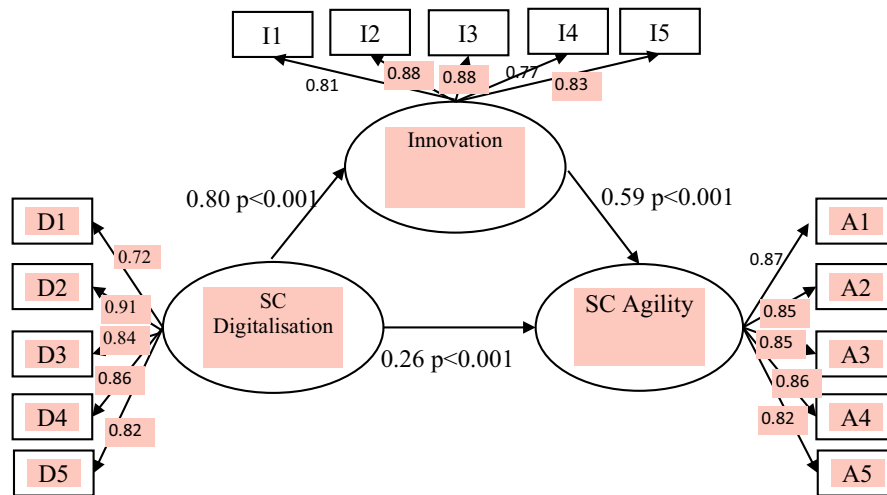 I1
I2
I3
I4
I5
0.81
0.88
0.88
0.77
0.83
Innovation
0.80 p<0.001
0.59 p<0.001
D1
D2
D3
D4
D5
0.72
0.91
0.84
0.86
0.82
SC
Digitalisation
0.26 p<0.001
SC Agility
0.87
0.85
0.85
0.86
0.82
A1
A2
A3
A4
A5